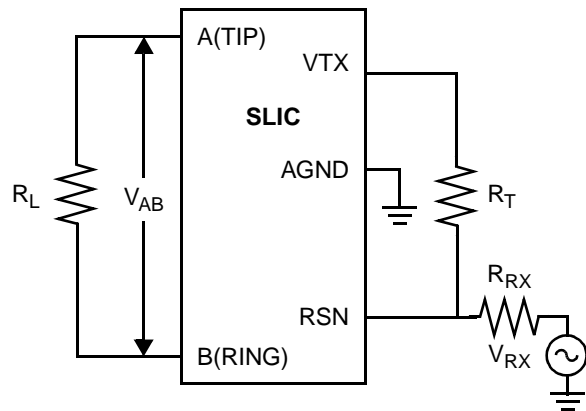 A(TIP)
VTX
SLIC
AGND
R_L
V_AB
R_T
R_RX
RSN
V_RX
B(RING)